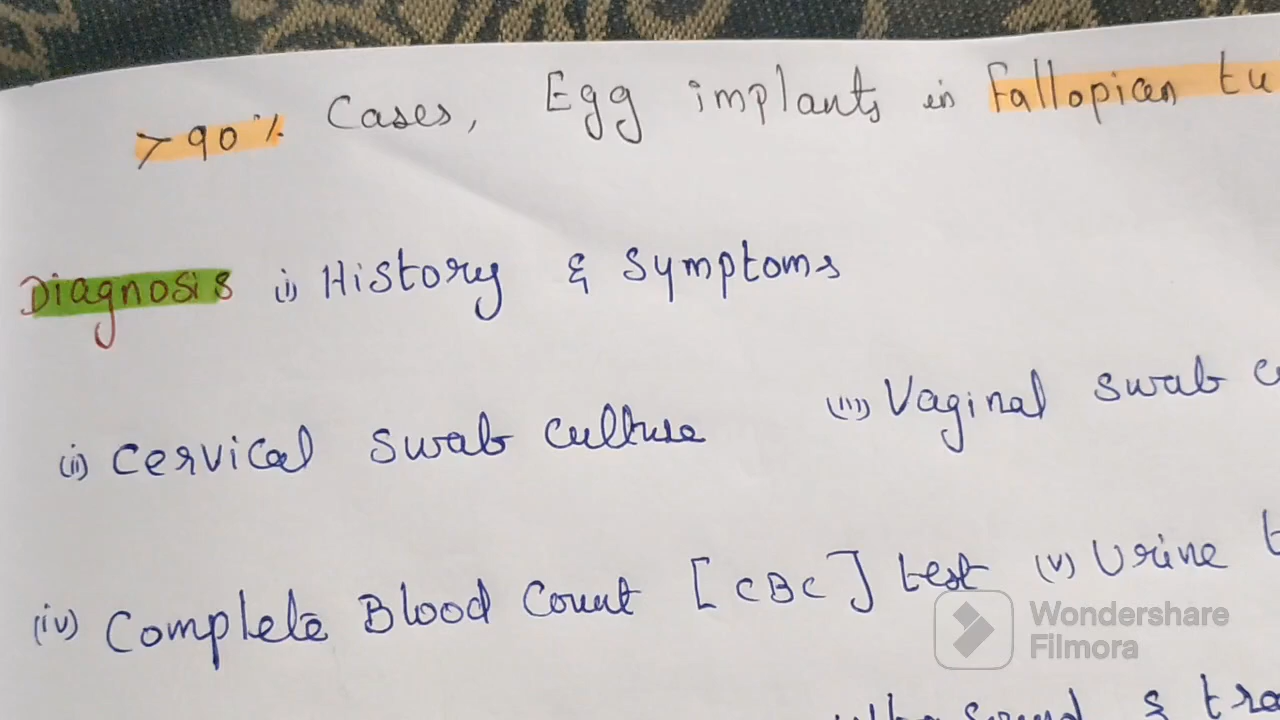 >90% Cases, Egg implants in Fallopian tu
Diagnosis (i) History & Symptoms
(ii) Cervical swab culture (iii) Vaginal swab c
(iv) Complete Blood Count [CBC] test (v) Urine t
Wondershare
Filmora
& tra